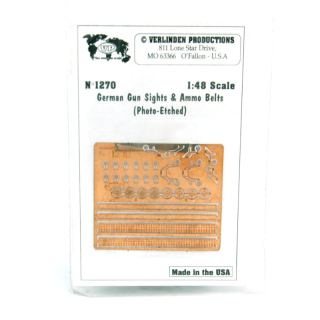 © VERLINDEN PRODUCTIONS
811 Lone Star Drive,
MO 63366 O'Fallon - U.S.A
N°1270 1:48 Scale
German Gun Sights & Ammo Belts
(Photo-Etched)
Made in the USA